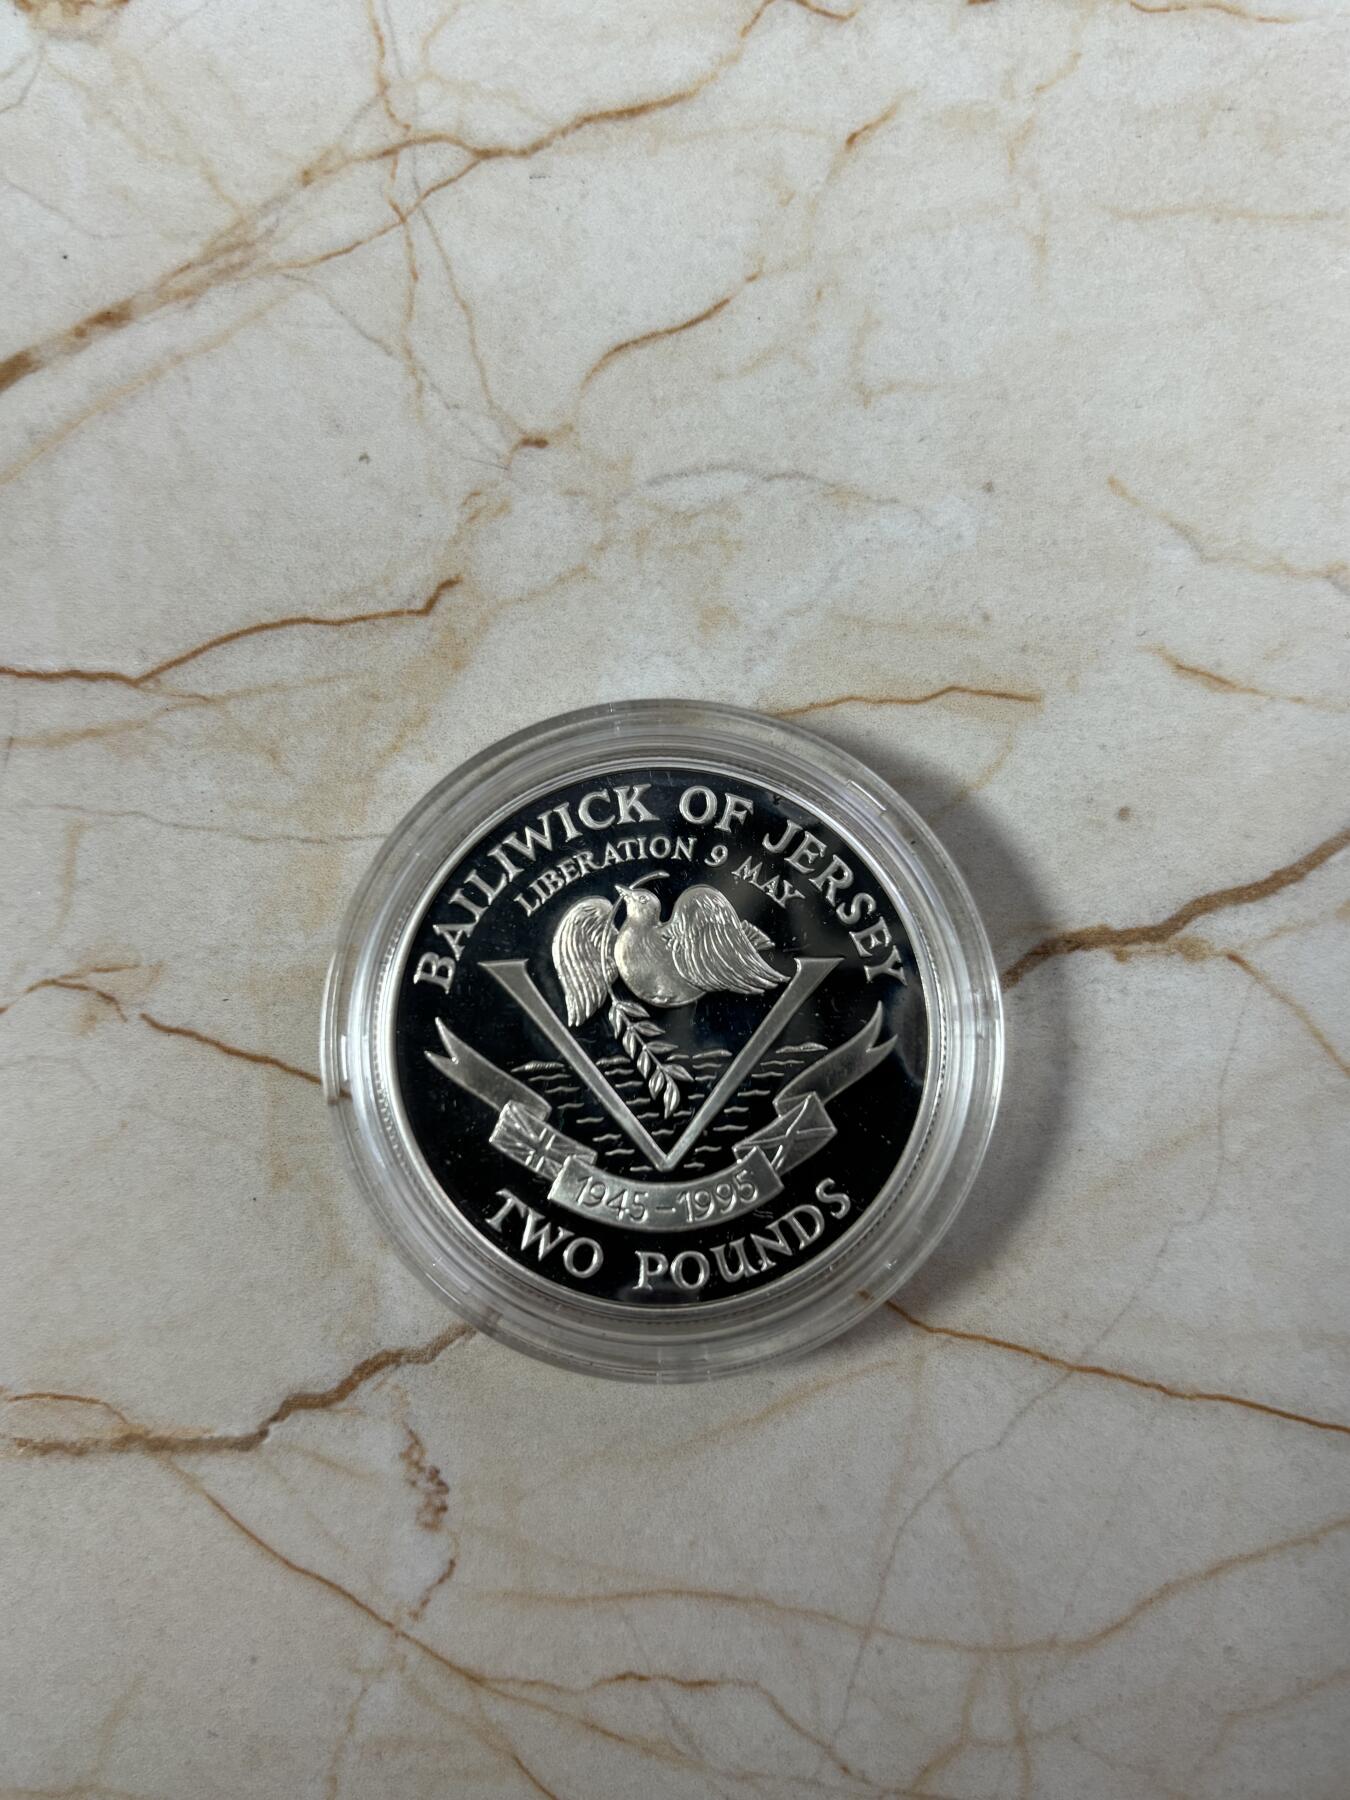 BAILIWICK OF JERSEY
LIBERATION 9 MAY
1945-1995
TWO POUNDS